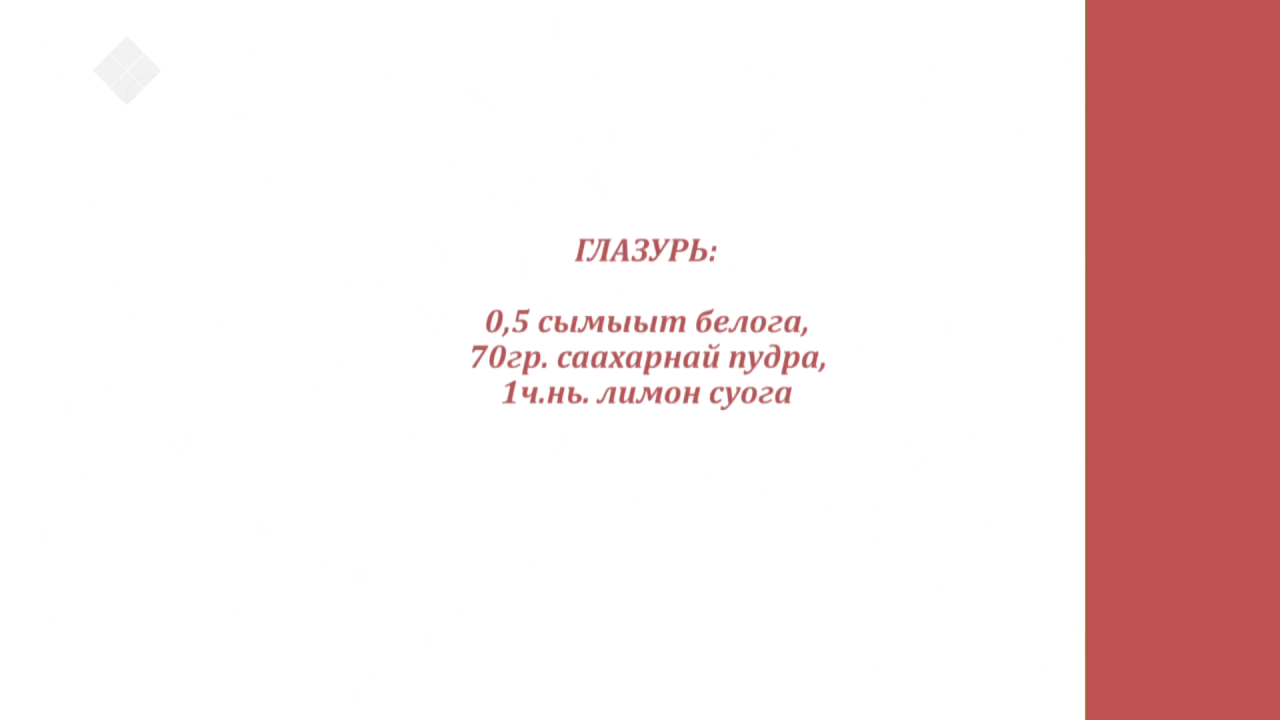 ГЛАЗУРЬ:
0,5 сымыыт белога,
70гр. саахарнай пудра,
1ч.нь. лимон суога